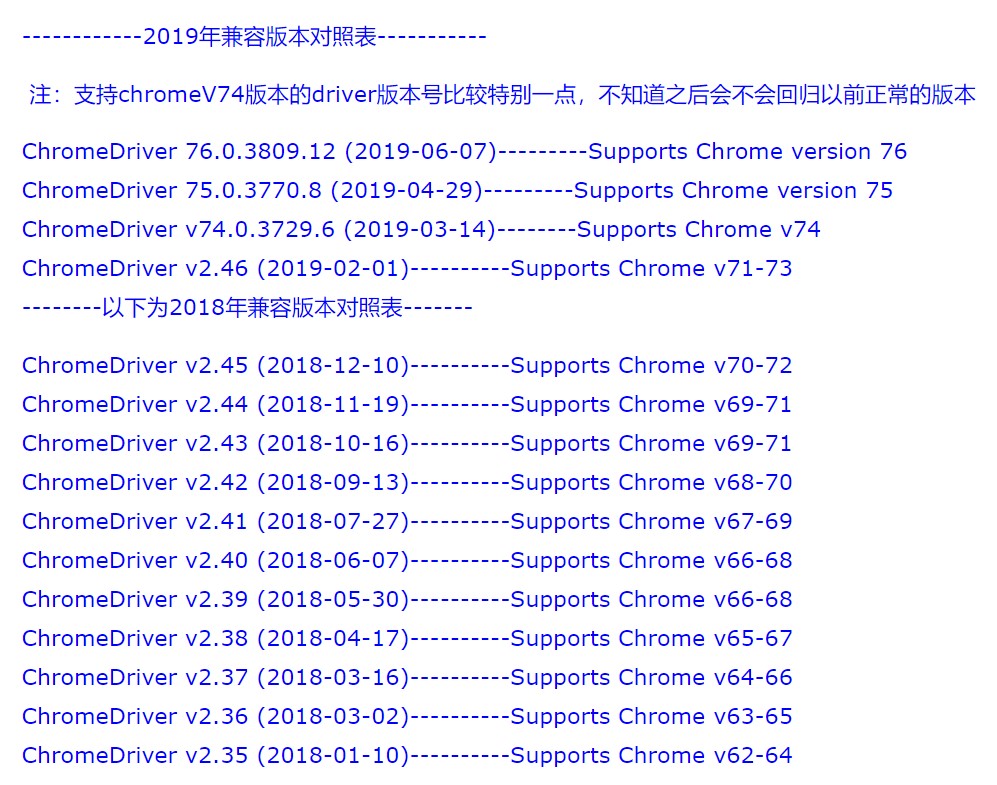 ------------2019年兼容版本对照表-----------
注：支持chromeV74版本的driver版本号比较特别一点，不知道之后会不会回归以前正常的版本
ChromeDriver 76.0.3809.12 (2019-06-07)---------Supports Chrome version 76
ChromeDriver 75.0.3770.8 (2019-04-29)---------Supports Chrome version 75
ChromeDriver v74.0.3729.6 (2019-03-14)--------Supports Chrome v74
ChromeDriver v2.46 (2019-02-01)----------Supports Chrome v71-73
--------以下为2018年兼容版本对照表-------
ChromeDriver v2.45 (2018-12-10)----------Supports Chrome v70-72
ChromeDriver v2.44 (2018-11-19)----------Supports Chrome v69-71
ChromeDriver v2.43 (2018-10-16)----------Supports Chrome v69-71
ChromeDriver v2.42 (2018-09-13)----------Supports Chrome v68-70
ChromeDriver v2.41 (2018-07-27)----------Supports Chrome v67-69
ChromeDriver v2.40 (2018-06-07)----------Supports Chrome v66-68
ChromeDriver v2.39 (2018-05-30)----------Supports Chrome v66-68
ChromeDriver v2.38 (2018-04-17)----------Supports Chrome v65-67
ChromeDriver v2.37 (2018-03-16)----------Supports Chrome v64-66
ChromeDriver v2.36 (2018-03-02)----------Supports Chrome v63-65
ChromeDriver v2.35 (2018-01-10)----------Supports Chrome v62-64